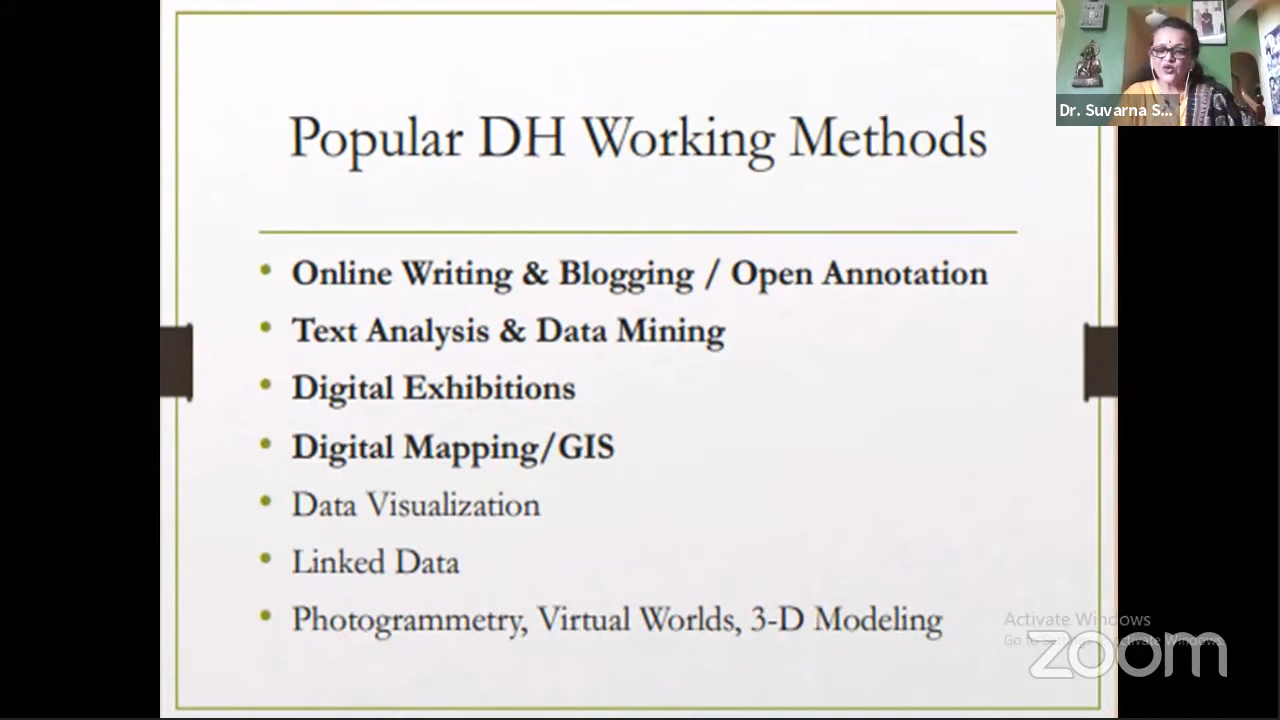 Dr. Suvarna S...
Popular DH Working Methods
• Online Writing & Blogging / Open Annotation
• Text Analysis & Data Mining
• Digital Exhibitions
• Digital Mapping/GIS
• Data Visualization
• Linked Data
• Photogrammetry, Virtual Worlds, 3-D Modeling
Activate Windows
Go to Settings to activate Windows.
zoom